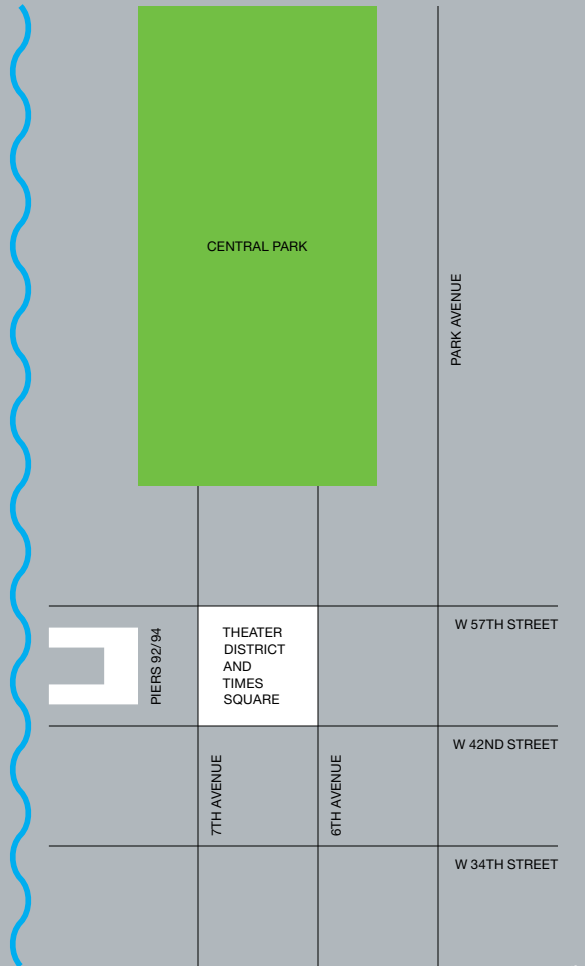 CENTRAL PARK
PARK AVENUE
W 57TH STREET
PIERS 92/94
THEATER
DISTRICT
AND
TIMES
SQUARE
W 42ND STREET
7TH AVENUE
6TH AVENUE
W 34TH STREET